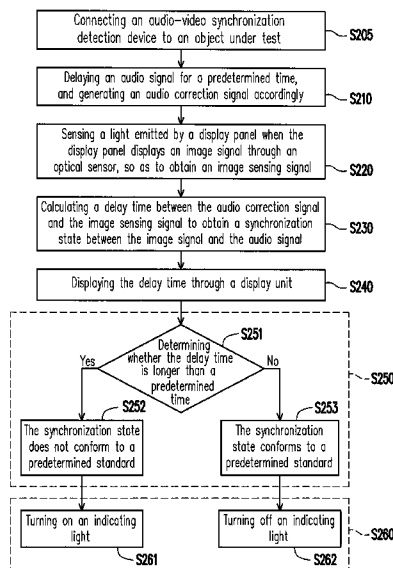 Connecting an audio-video synchronization
detection device to an object under test
S205
Delaying an audio signal for a predetermined time,
and generating an audio correction signal accordingly
S210
Sensing a light emitted by a display panel when the
display panel displays an image signal through an
optical sensor, so as to obtain an image sensing signal
S220
Calculating a delay time between the audio correction signal
and the image sensing signal to obtain a synchronization
state between the image signal and the audio signal
S230
Displaying the delay time through a display unit
S240
S251
Determining
whether the delay time
is longer than a
predetermined
time
Yes
No
S250
S252
The synchronization state
does not conform to a
predetermined standard
S253
The synchronization
state conforms to a
predetermined standard
Turning on an indicating
light
S261
Turning off an indicating
light
S262
S260